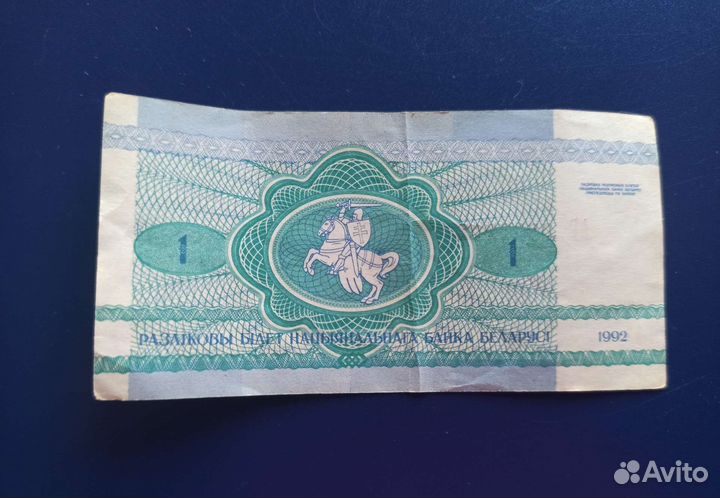 1
1
РАЗЛІКОВЫ БІЛЕТ НАЦЫЯНАЛЬНАГА БАНКА БЕЛАРУСІ 1992
Avito